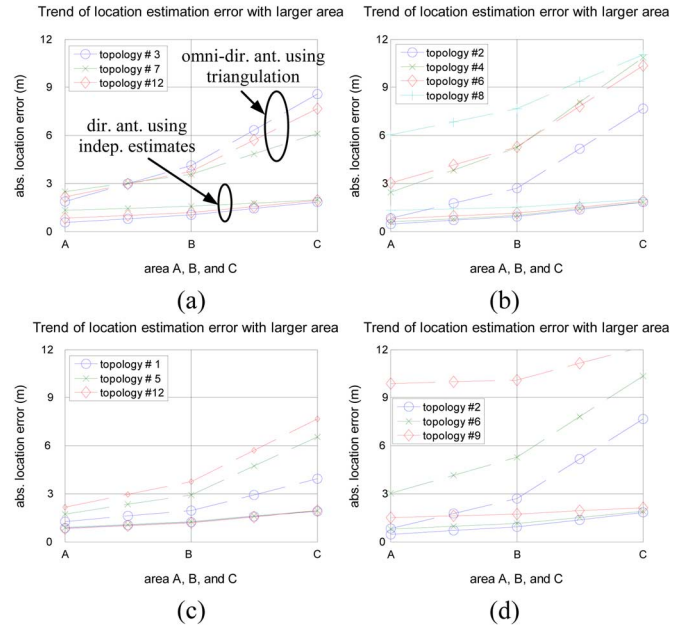 Trend of location estimation error with larger area
12
9
6
3
0
abs. location error (m)
topology # 3
topology # 7
topology #12
omni-dir. ant. using
triangulation
dir. ant. using
indep. estimates
A
B
C
area A, B, and C
(a)
Trend of location estimation error with larger area
12
9
6
3
0
abs. location error (m)
topology #2
topology #4
topology #6
topology #8
A
B
C
area A, B, and C
(b)
Trend of location estimation error with larger area
12
9
6
3
0
abs. location error (m)
topology # 1
topology # 5
topology #12
A
B
C
area A, B, and C
(c)
Trend of location estimation error with larger area
12
9
6
3
0
abs. location error (m)
topology #2
topology #6
topology #9
A
B
C
area A, B, and C
(d)